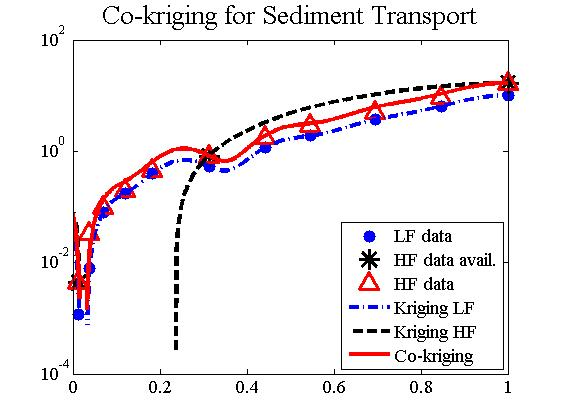 Co-kriging for Sediment Transport
10^2
10^0
10^-2
10^-4
0 0.2 0.4 0.6 0.8 1
LF data
HF data avail.
HF data
Kriging LF
Kriging HF
Co-kriging